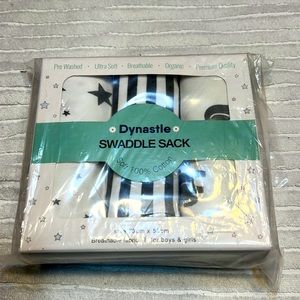 Pre Washed • Ultra Soft • Breathable • Organic • Premium Quality
Dynastle
SWADDLE SACK
100% Cotton
for boys & girls